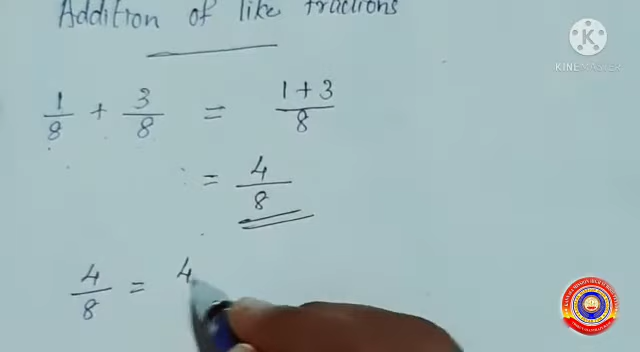 Addition of like fractions
1/8 + 3/8 = 1+3/8
= 4/8
4/8 = 4
KINEMASTER